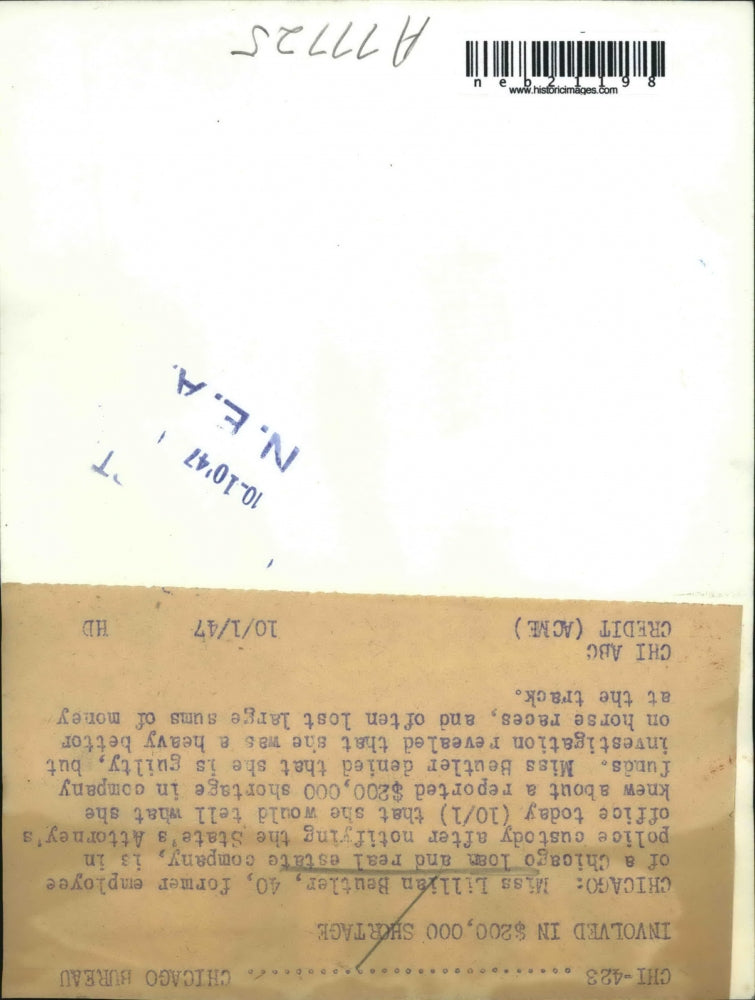 A77725
neb21198
www.historicimages.com
N.E.A.
10-10'47
T
CHI-423 ........................................ CHICAGO BUREAU
INVOLVED IN $200,000 SHORTAGE
CHICAGO: Miss Lillian Beutler, 40, former employee
of a Chicago loan and real estate company, is in
police custody after notifying the State's Attorney's
office today (10/1) that she would tell what she
knew about a reported $200,000 shortage in company
funds. Miss Beutler denied that she is guilty, but
investigation revealed that she was a heavy bettor
on horse races, and often lost large sums of money
at the track.
CHI ABC
CREDIT (ACME) 10/1/47 HD